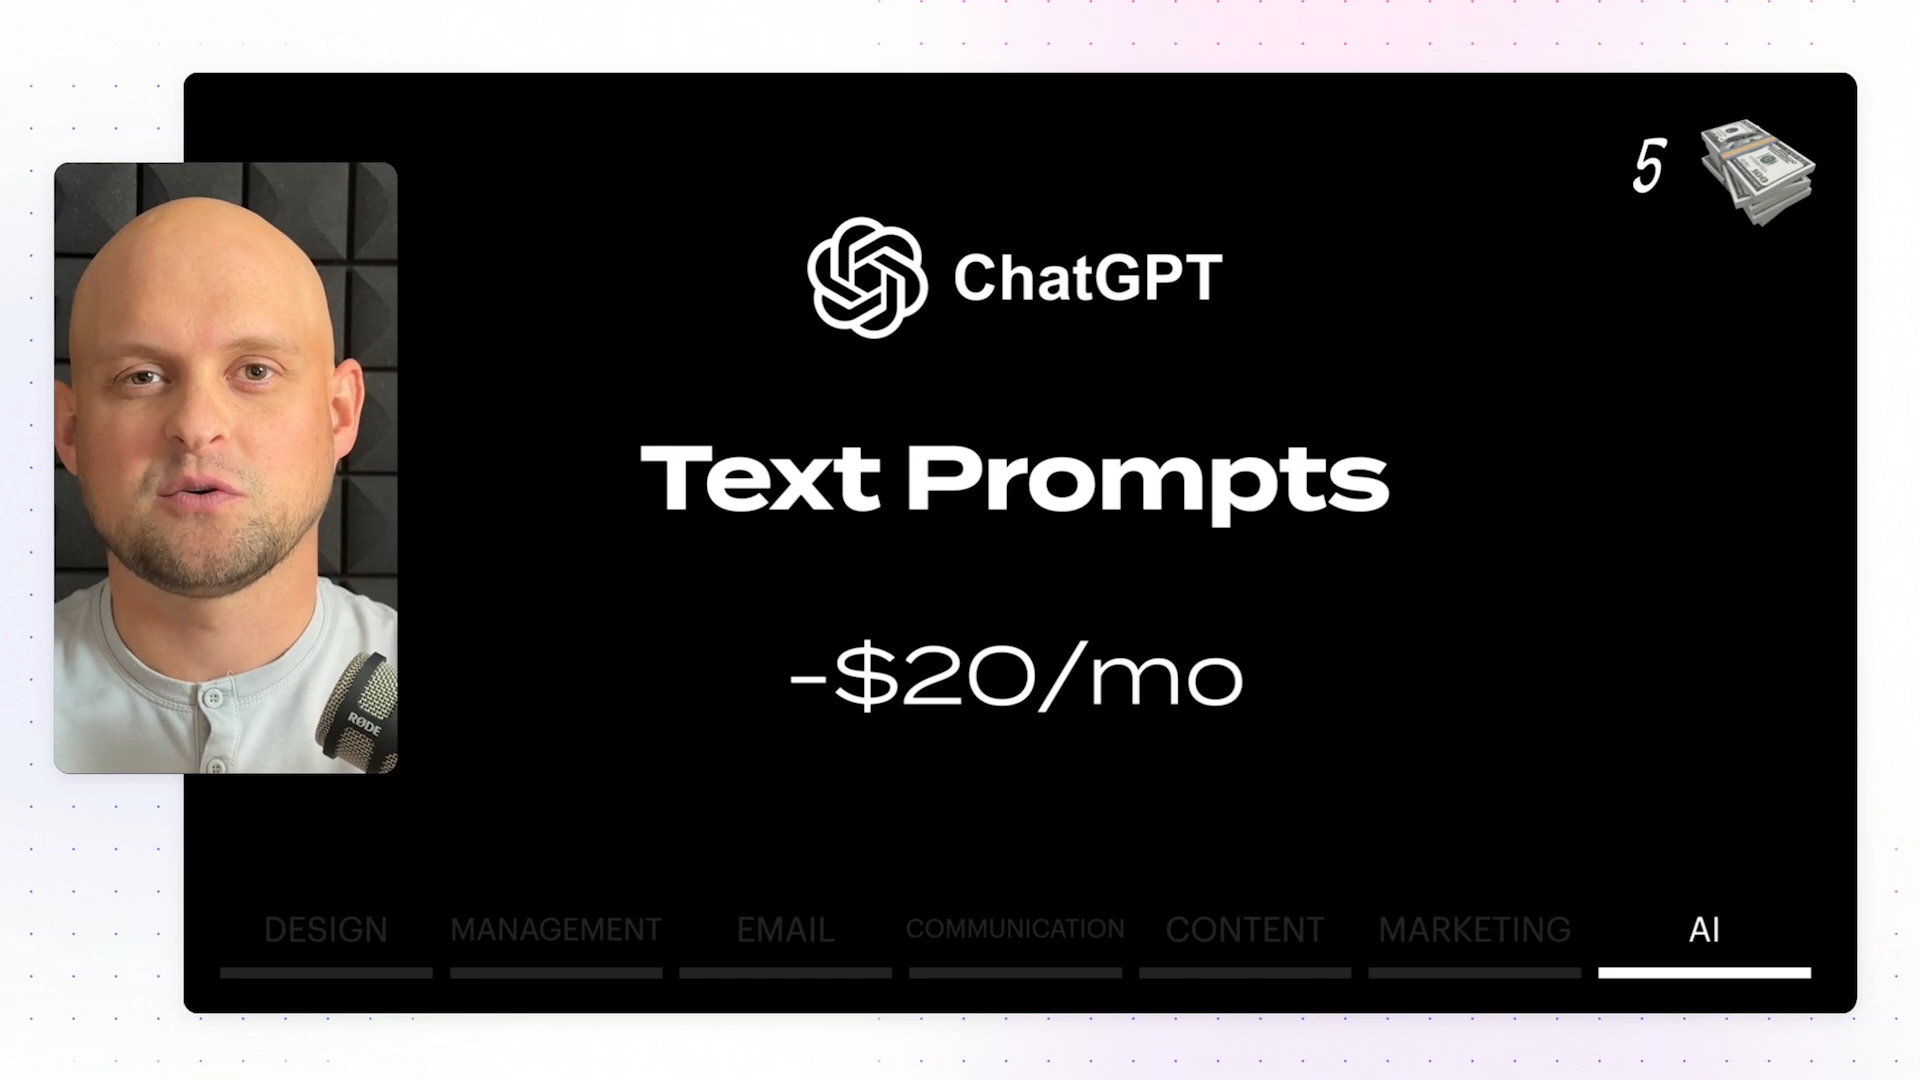 5
ChatGPT
Text Prompts
-$20/mo
DESIGN MANAGEMENT EMAIL COMMUNICATION CONTENT MARKETING AI
RØDE